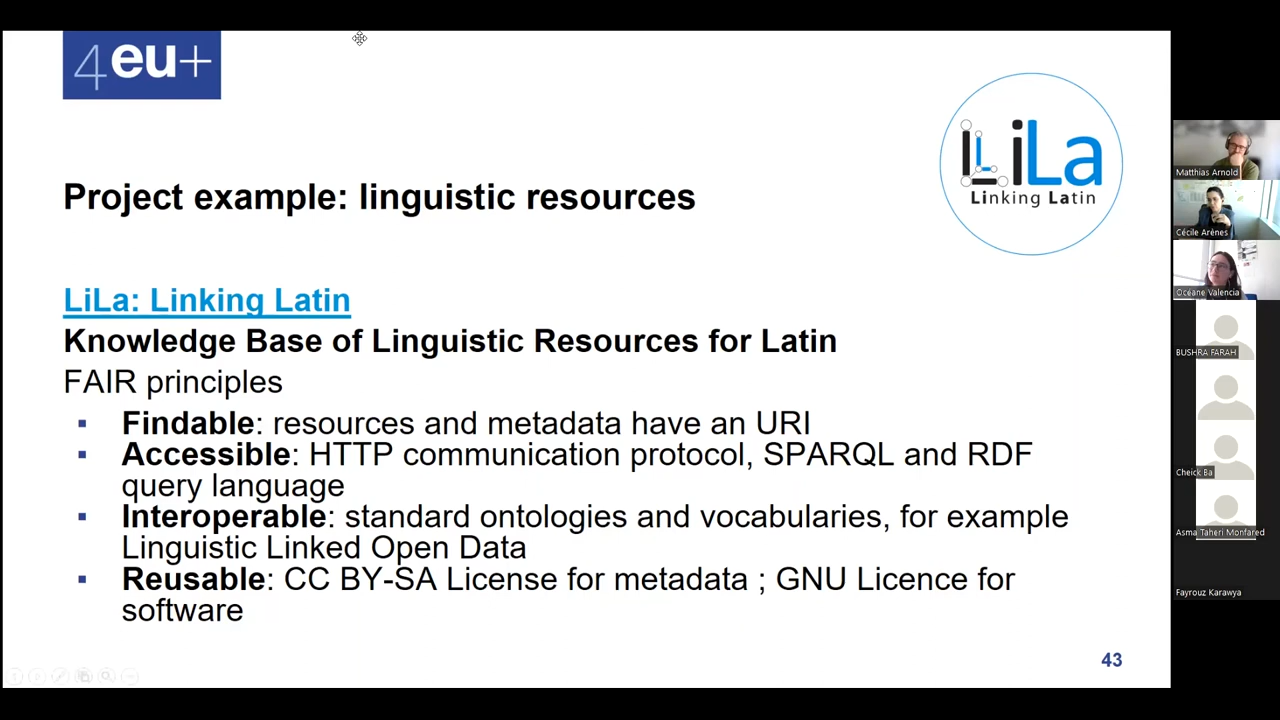 4eu+
LiLa
Linking Latin
Project example: linguistic resources
LiLa: Linking Latin
Knowledge Base of Linguistic Resources for Latin
FAIR principles
▪ Findable: resources and metadata have an URI
▪ Accessible: HTTP communication protocol, SPARQL and RDF
query language
▪ Interoperable: standard ontologies and vocabularies, for example
Linguistic Linked Open Data
▪ Reusable: CC BY-SA License for metadata ; GNU Licence for
software
43
Matthias Arnold
Cécile Arènes
Océane Valencia
BUSHRA FARAH
Cheick Ba
Asma Taheri Monfared
Fayrouz Karawya